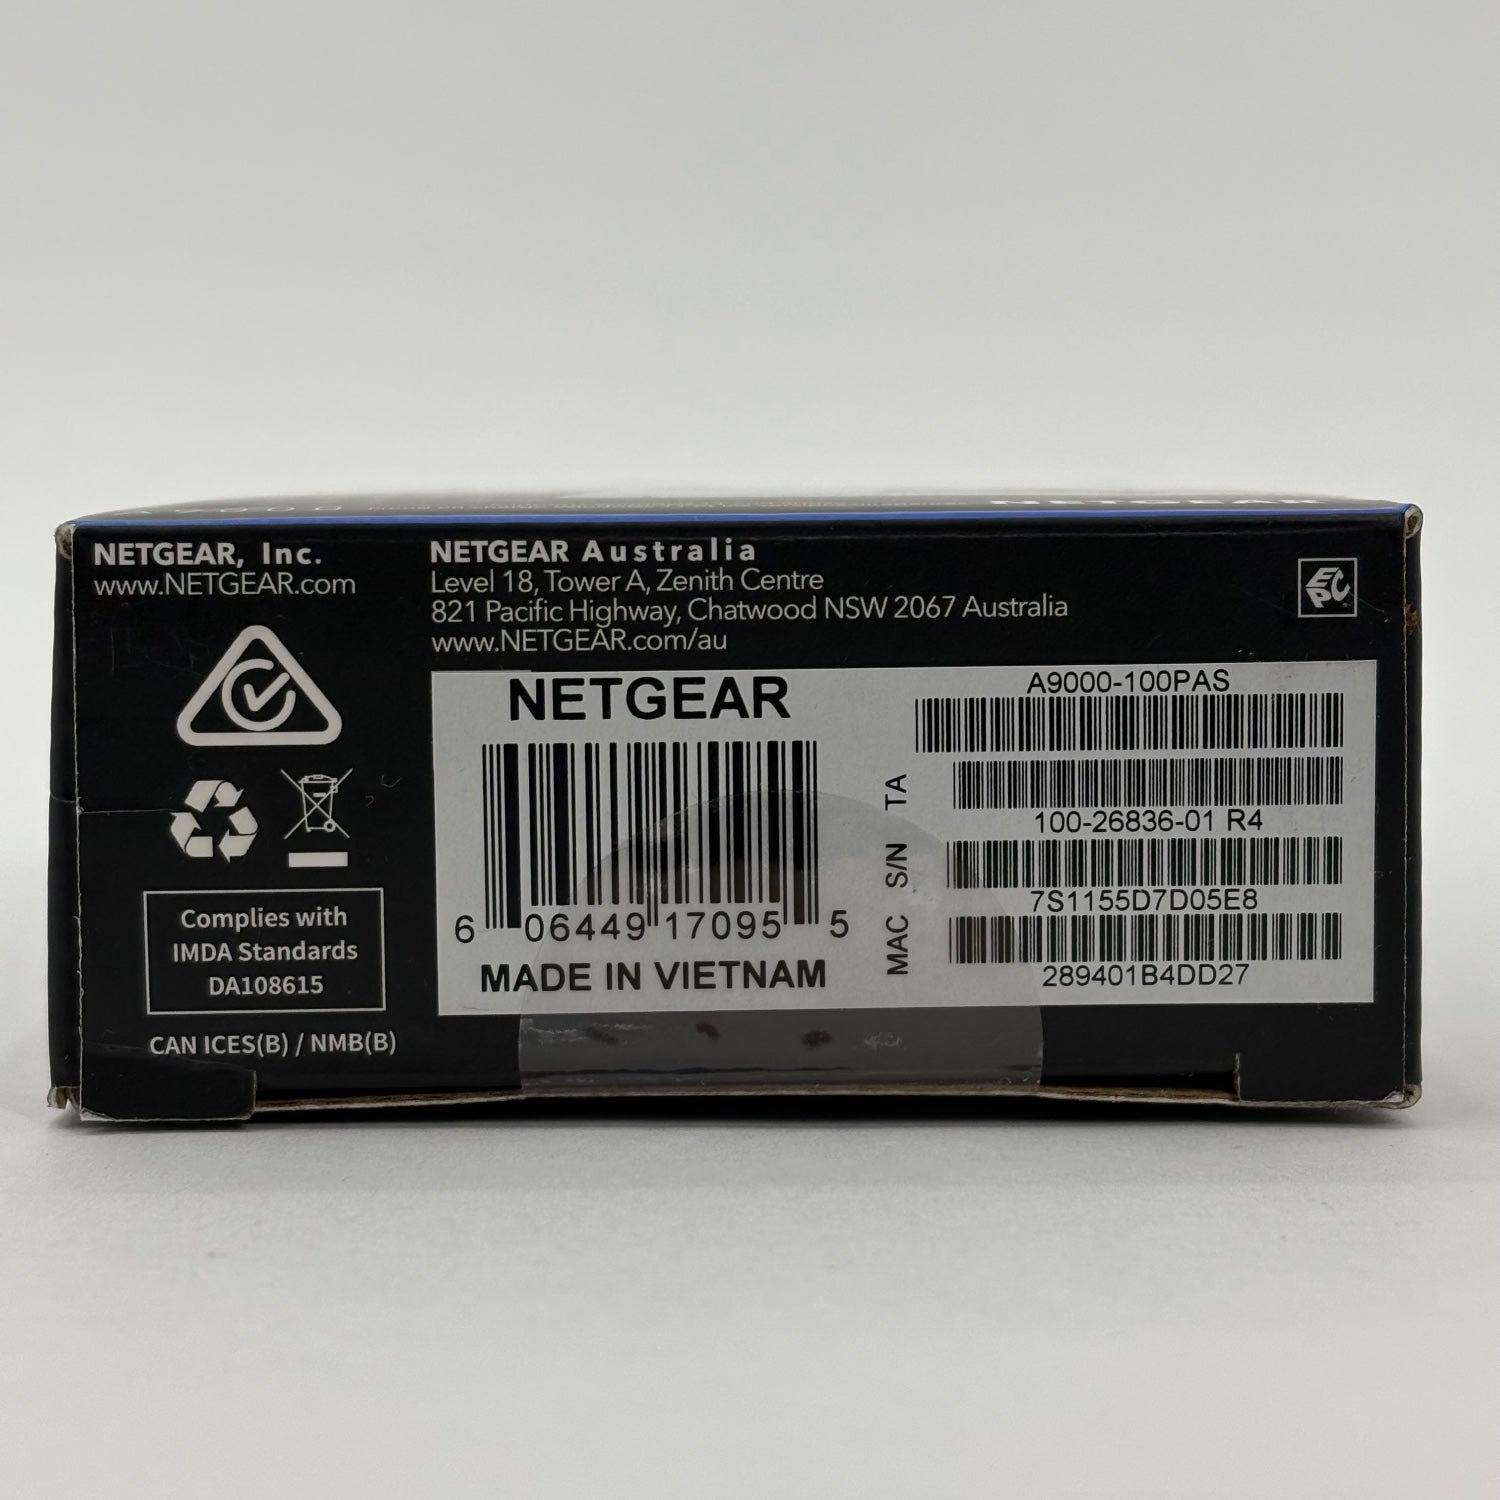 NETGEAR
NETGEAR, Inc.
www.NETGEAR.com
NETGEAR Australia
Level 18, Tower A, Zenith Centre
821 Pacific Highway, Chatwood NSW 2067 Australia
www.NETGEAR.com/au
EPC
NETGEAR
6 06449 17095 5
MADE IN VIETNAM
A9000-100PAS
TA
100-26836-01 R4
S/N
7S1155D7D05E8
MAC
289401B4DD27
Complies with
IMDA Standards
DA108615
CAN ICES(B) / NMB(B)